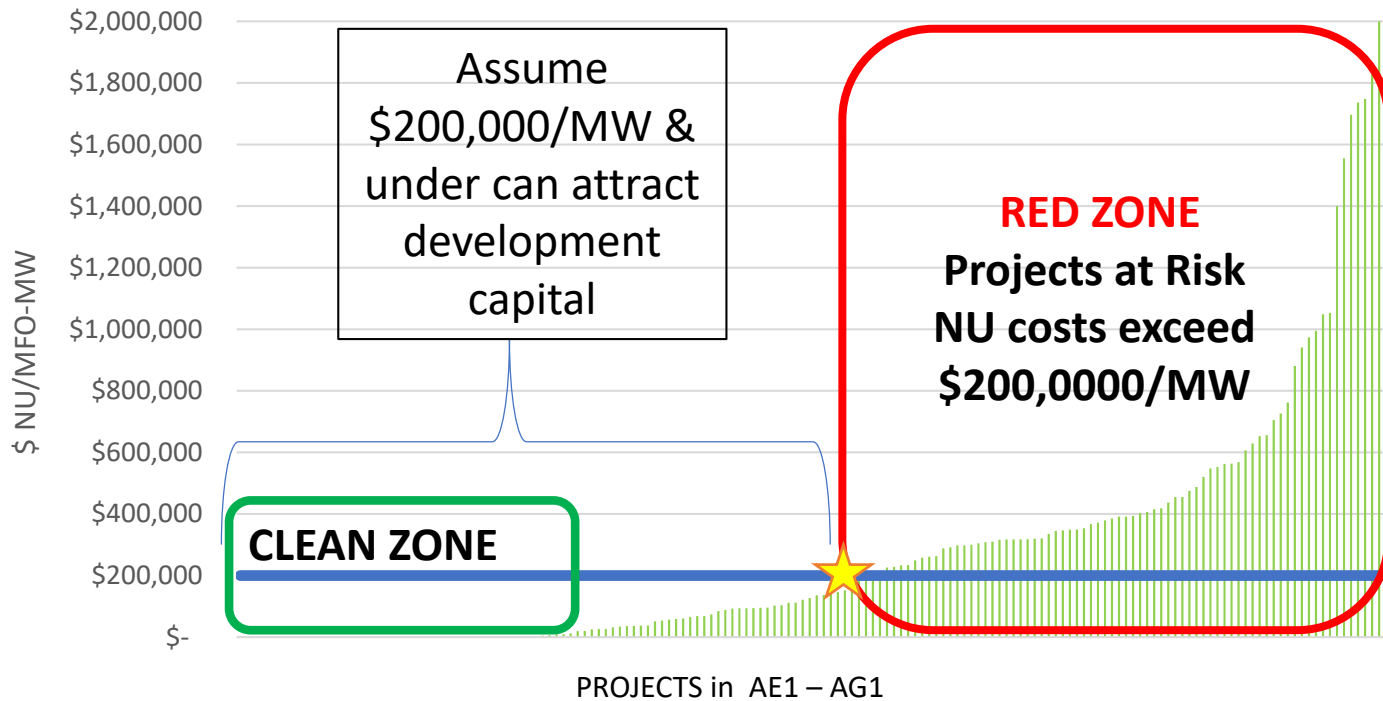 $2,000,000
$1,800,000
$1,600,000
$1,400,000
$1,200,000
$1,000,000
$800,000
$600,000
$400,000
$200,000
$-
$ NU/MFO-MW
Assume
$200,000/MW &
under can attract
development
capital
CLEAN ZONE
RED ZONE
Projects at Risk
NU costs exceed
$200,0000/MW
PROJECTS in AE1 – AG1